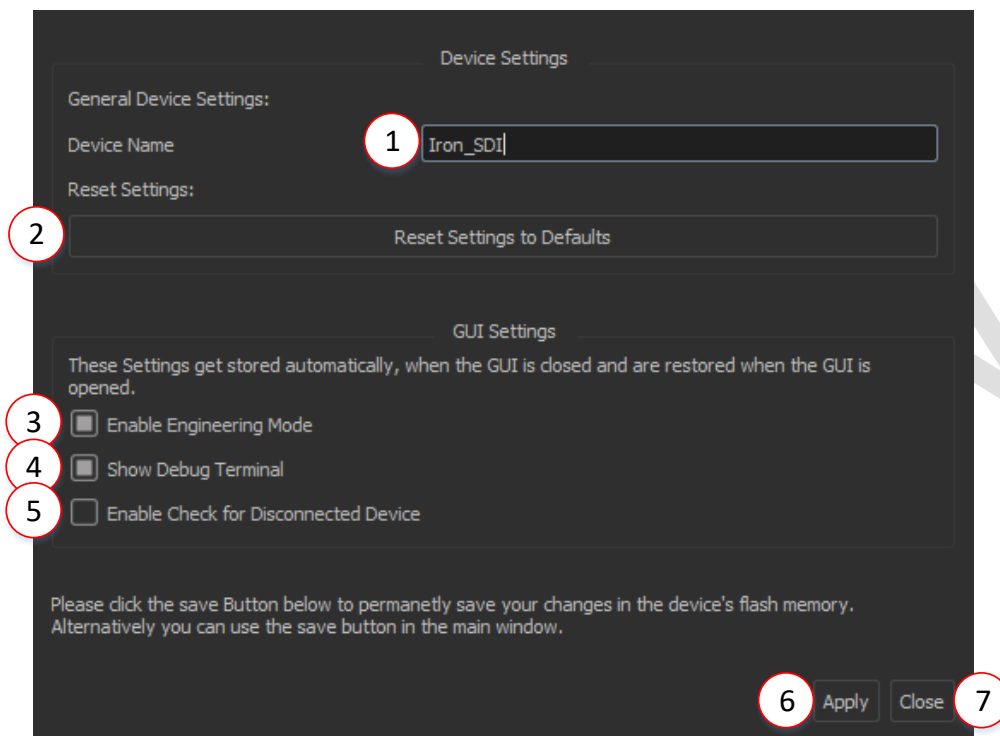 Device Settings
General Device Settings:
Device Name
1
Iron_SDI
Reset Settings:
2
Reset Settings to Defaults
GUI Settings
These Settings get stored automatically, when the GUI is closed and are restored when the GUI is
opened.
3
Enable Engineering Mode
4
Show Debug Terminal
5
Enable Check for Disconnected Device
Please click the save Button below to permanetly save your changes in the device's flash memory.
Alternatively you can use the save button in the main window.
6
Apply
Close
7